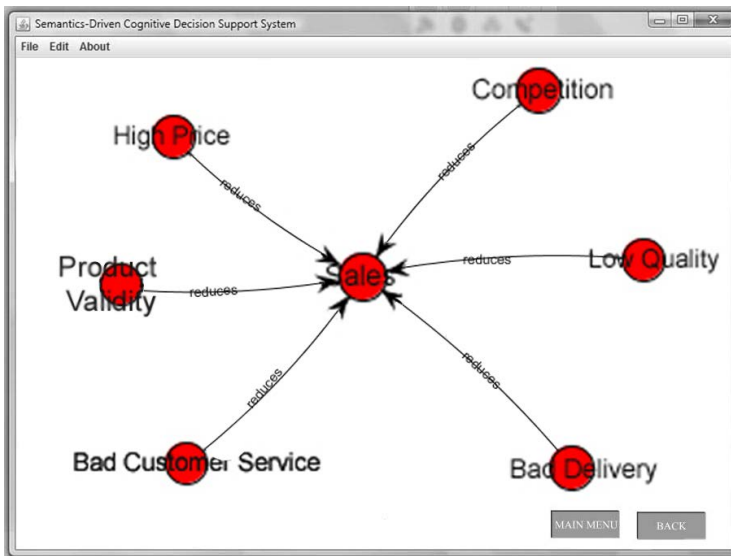 Semantics-Driven Cognitive Decision Support System
File Edit About
Competition
High Price
reduces
reduces
Product
Validity
reduces
Sales
reduces
Low Quality
reduces
reduces
Bad Customer Service
Bad Delivery
MAIN MENU
BACK